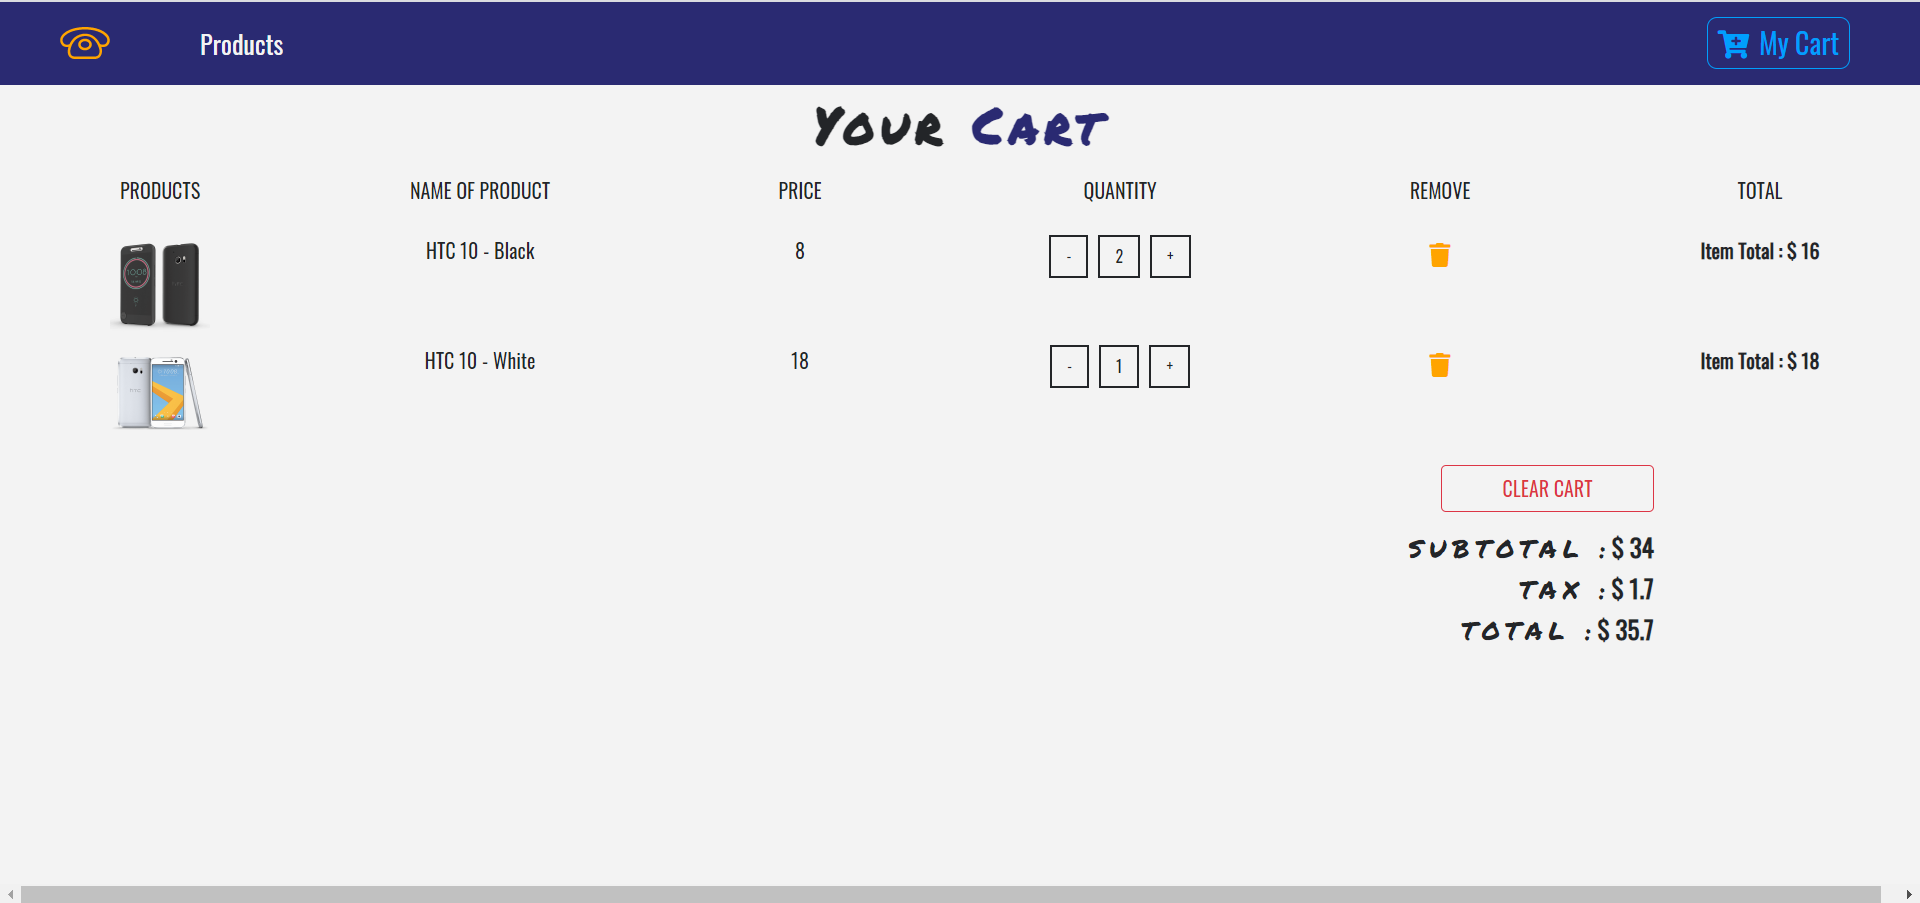 Products My Cart
Your Cart
PRODUCTS NAME OF PRODUCT PRICE QUANTITY REMOVE TOTAL
HTC 10 - Black 8 - 2 + Item Total : $ 16
HTC 10 - White 18 - 1 + Item Total : $ 18
CLEAR CART
SUBTOTAL : $ 34
TAX : $ 1.7
TOTAL : $ 35.7